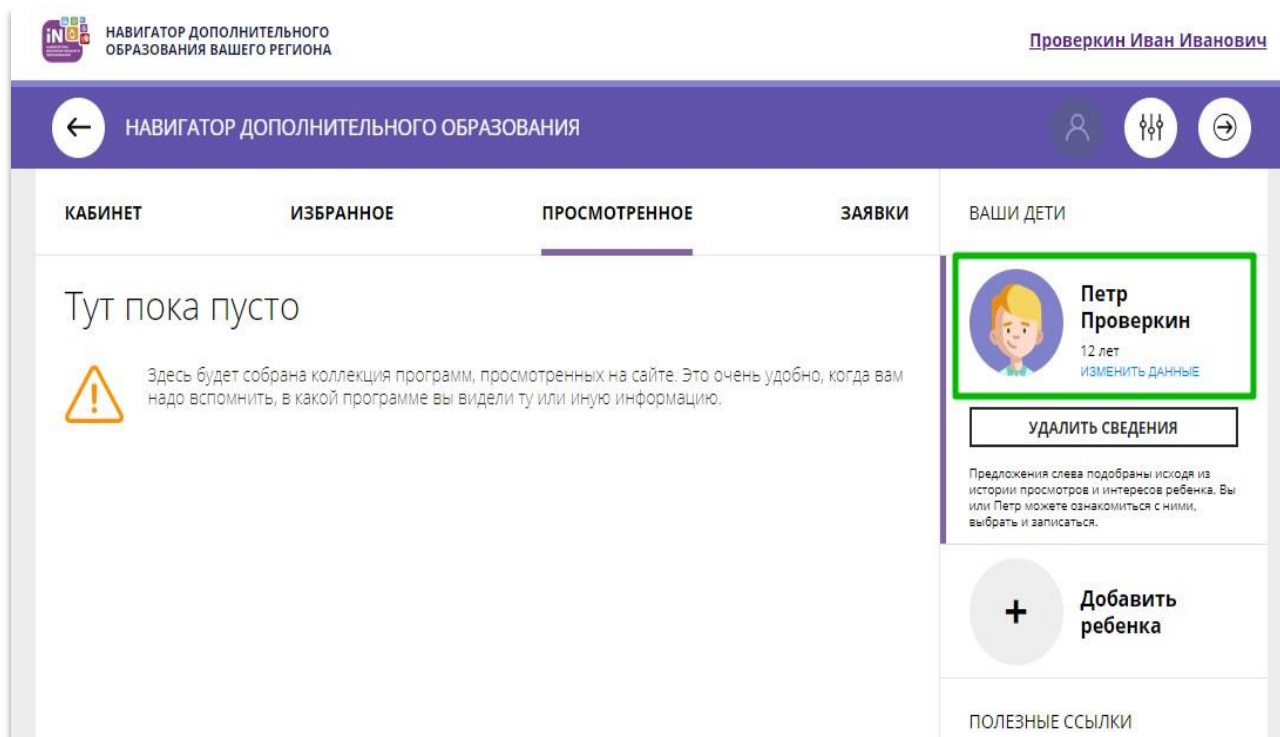 НАВИГАТОР ДОПОЛНИТЕЛЬНОГО
ОБРАЗОВАНИЯ ВАШЕГО РЕГИОНА
Проверкин Иван Иванович
НАВИГАТОР ДОПОЛНИТЕЛЬНОГО ОБРАЗОВАНИЯ
КАБИНЕТ ИЗБРАННОЕ ПРОСМОТРЕННОЕ ЗАЯВКИ
Тут пока пусто
Здесь будет собрана коллекция программ, просмотренных на сайте. Это очень удобно, когда вам
надо вспомнить, в какой программе вы видели ту или иную информацию.
ВАШИ ДЕТИ
Петр
Проверкин
12 лет
ИЗМЕНИТЬ ДАННЫЕ
УДАЛИТЬ СВЕДЕНИЯ
Предложения слева подобраны исходя из
истории просмотров и интересов ребенка. Вы
или Петр можете ознакомиться с ними,
выбрать и записаться.
+ Добавить
ребенка
ПОЛЕЗНЫЕ ССЫЛКИ